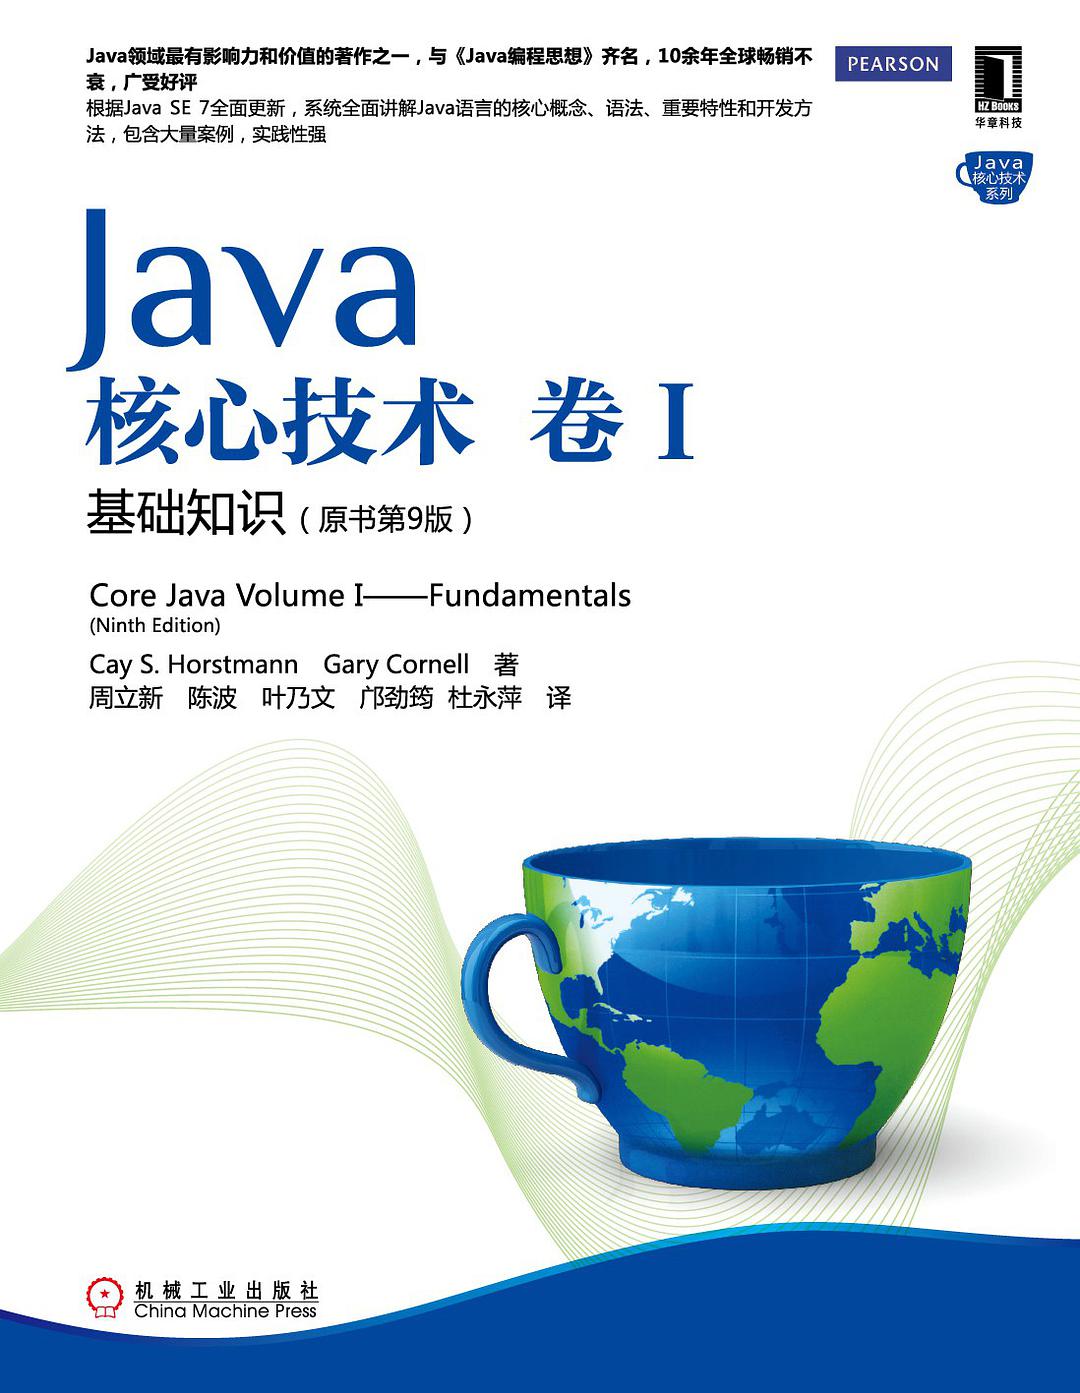 Java领域最有影响力和价值的著作之一，与《Java编程思想》齐名，10余年全球畅销不
衰，广受好评
根据Java SE 7全面更新，系统全面讲解Java语言的核心概念、语法、重要特性和开发方
法，包含大量案例，实践性强
PEARSON
HZ BOOKS
华章科技
Java
核心技术
系列
Java
核心技术 卷 I
基础知识（原书第9版）
Core Java Volume I——Fundamentals
(Ninth Edition)
Cay S. Horstmann Gary Cornell 著
周立新 陈波 叶乃文 邝劲筠 杜永萍 译
机械工业出版社
China Machine Press